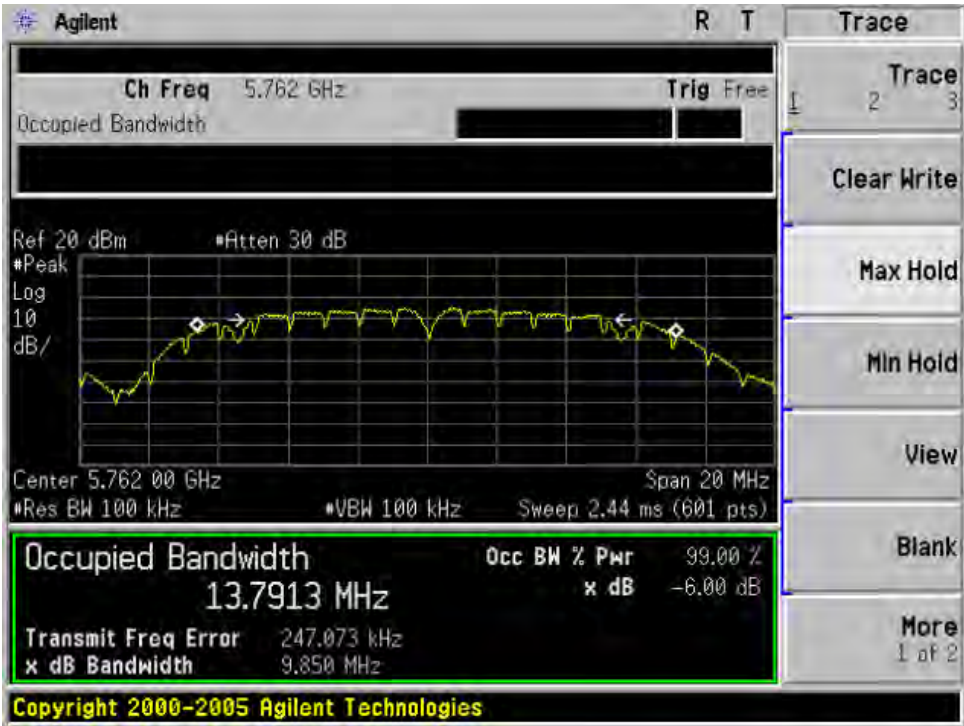 Agilent R T Trace
Ch Freq 5.762 GHz Trig Free
Occupied Bandwidth
Trace
1 2 3
Clear Write
Max Hold
Min Hold
View
Blank
More
1 of 2
Ref 20 dBm #Atten 30 dB
#Peak
Log
10
dB/
Center 5.762 00 GHz Span 20 MHz
#Res BW 100 kHz #VBW 100 kHz Sweep 2.44 ms (601 pts)
Occupied Bandwidth Occ BW % Pwr 99.00 %
13.7913 MHz x dB -6.00 dB
Transmit Freq Error 247.073 kHz
x dB Bandwidth 9.850 MHz
Copyright 2000-2005 Agilent Technologies